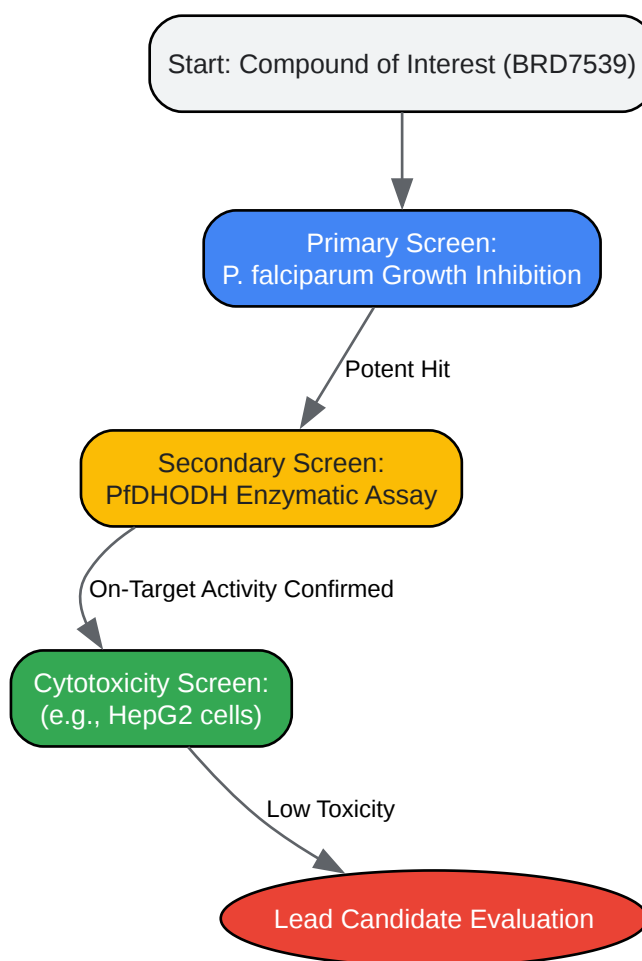 Start: Compound of Interest (BRD7539)
Primary Screen:
P. falciparum Growth Inhibition
Potent Hit
Secondary Screen:
PfDHODH Enzymatic Assay
On-Target Activity Confirmed
Cytotoxicity Screen:
(e.g., HepG2 cells)
Low Toxicity
Lead Candidate Evaluation